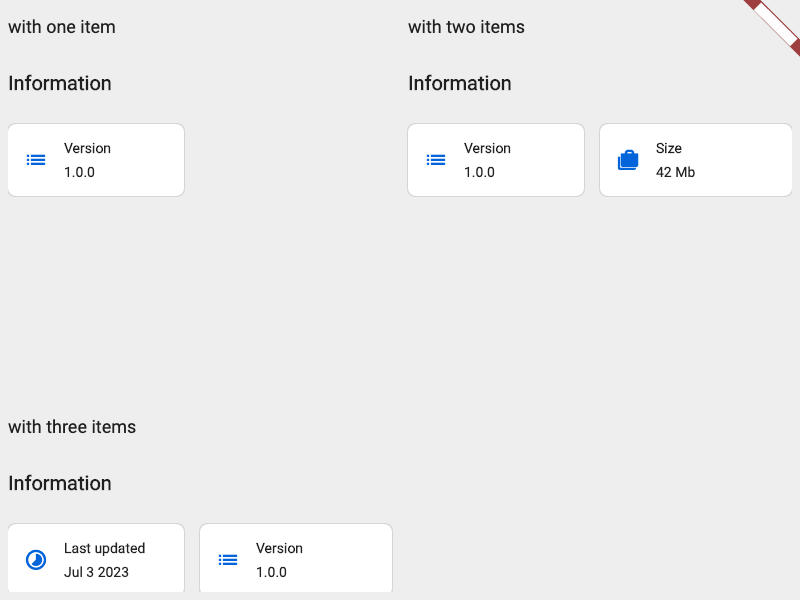 with one item
Information
Version
1.0.0
with two items
Information
Version
1.0.0
Size
42 Mb
with three items
Information
Last updated
Jul 3 2023
Version
1.0.0